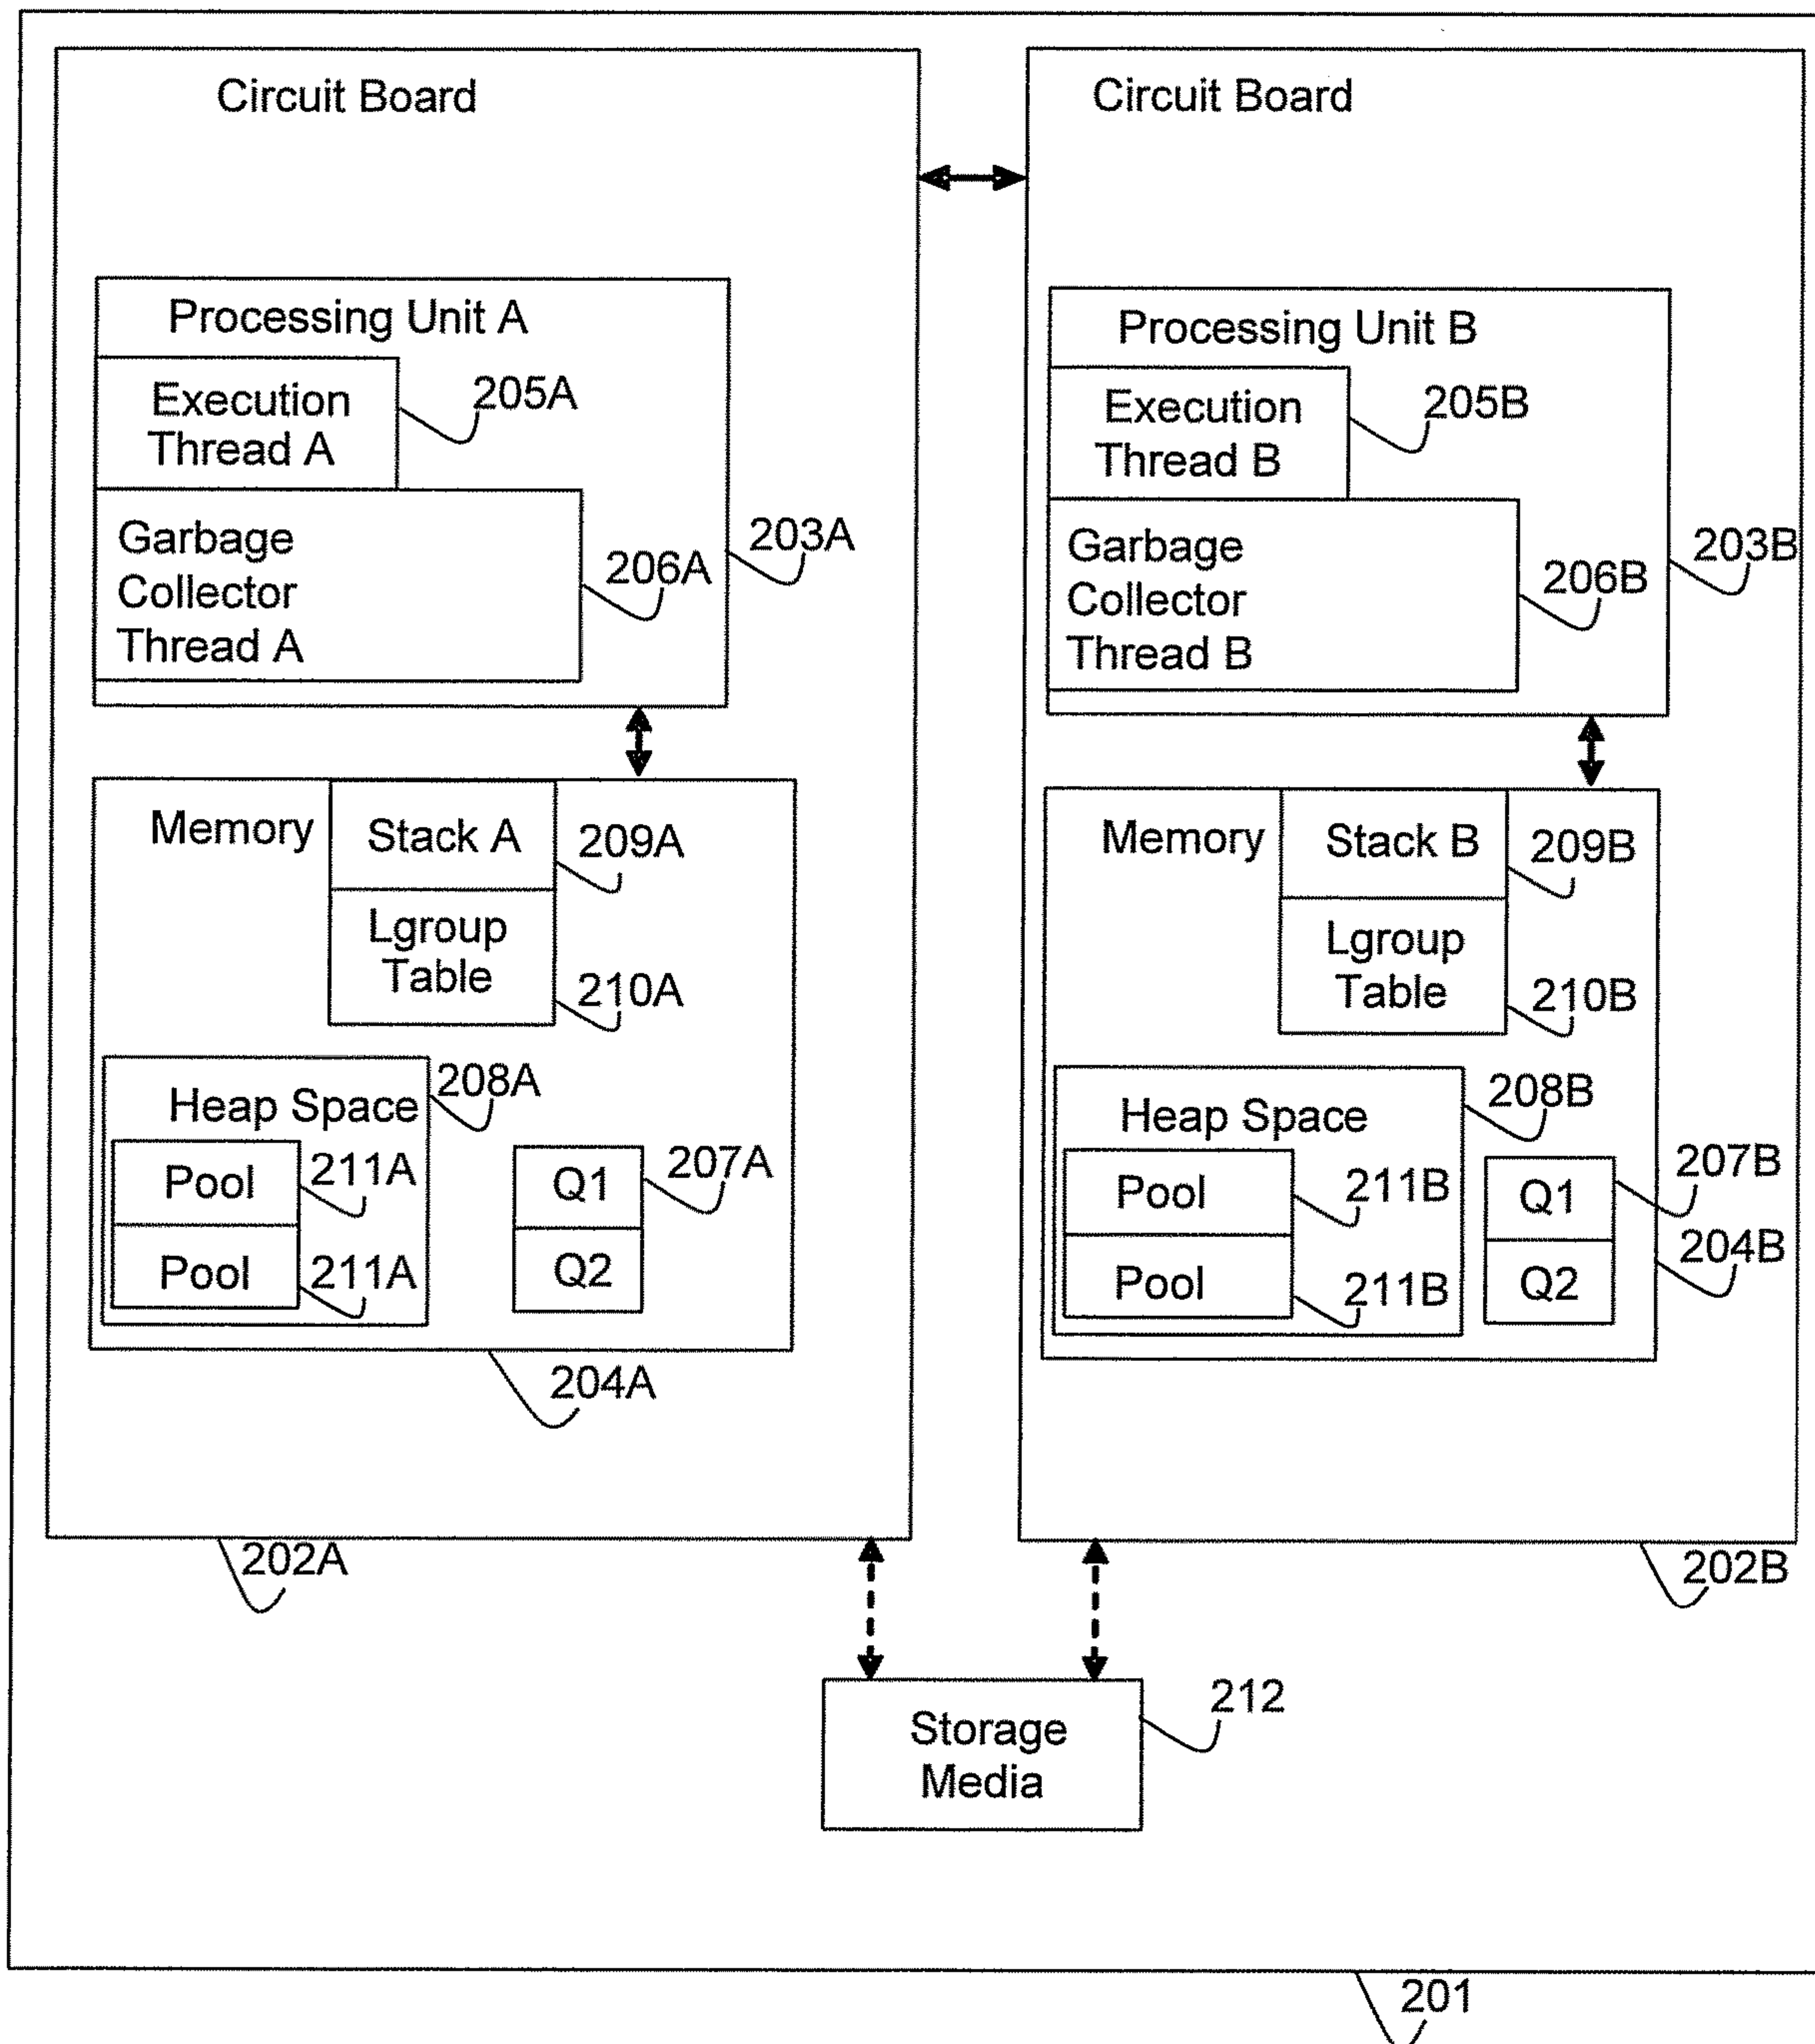 Circuit Board
Processing Unit A
Execution
Thread A
205A
Garbage
Collector
Thread A
206A
203A
Memory
Stack A
209A
Lgroup
Table
210A
Heap Space
208A
Pool
211A
Pool
211A
Q1
207A
Q2
204A
202A
Circuit Board
Processing Unit B
Execution
Thread B
205B
Garbage
Collector
Thread B
206B
203B
Memory
Stack B
209B
Lgroup
Table
210B
Heap Space
208B
Pool
211B
Pool
211B
Q1
207B
Q2
204B
202B
Storage
Media
212
201